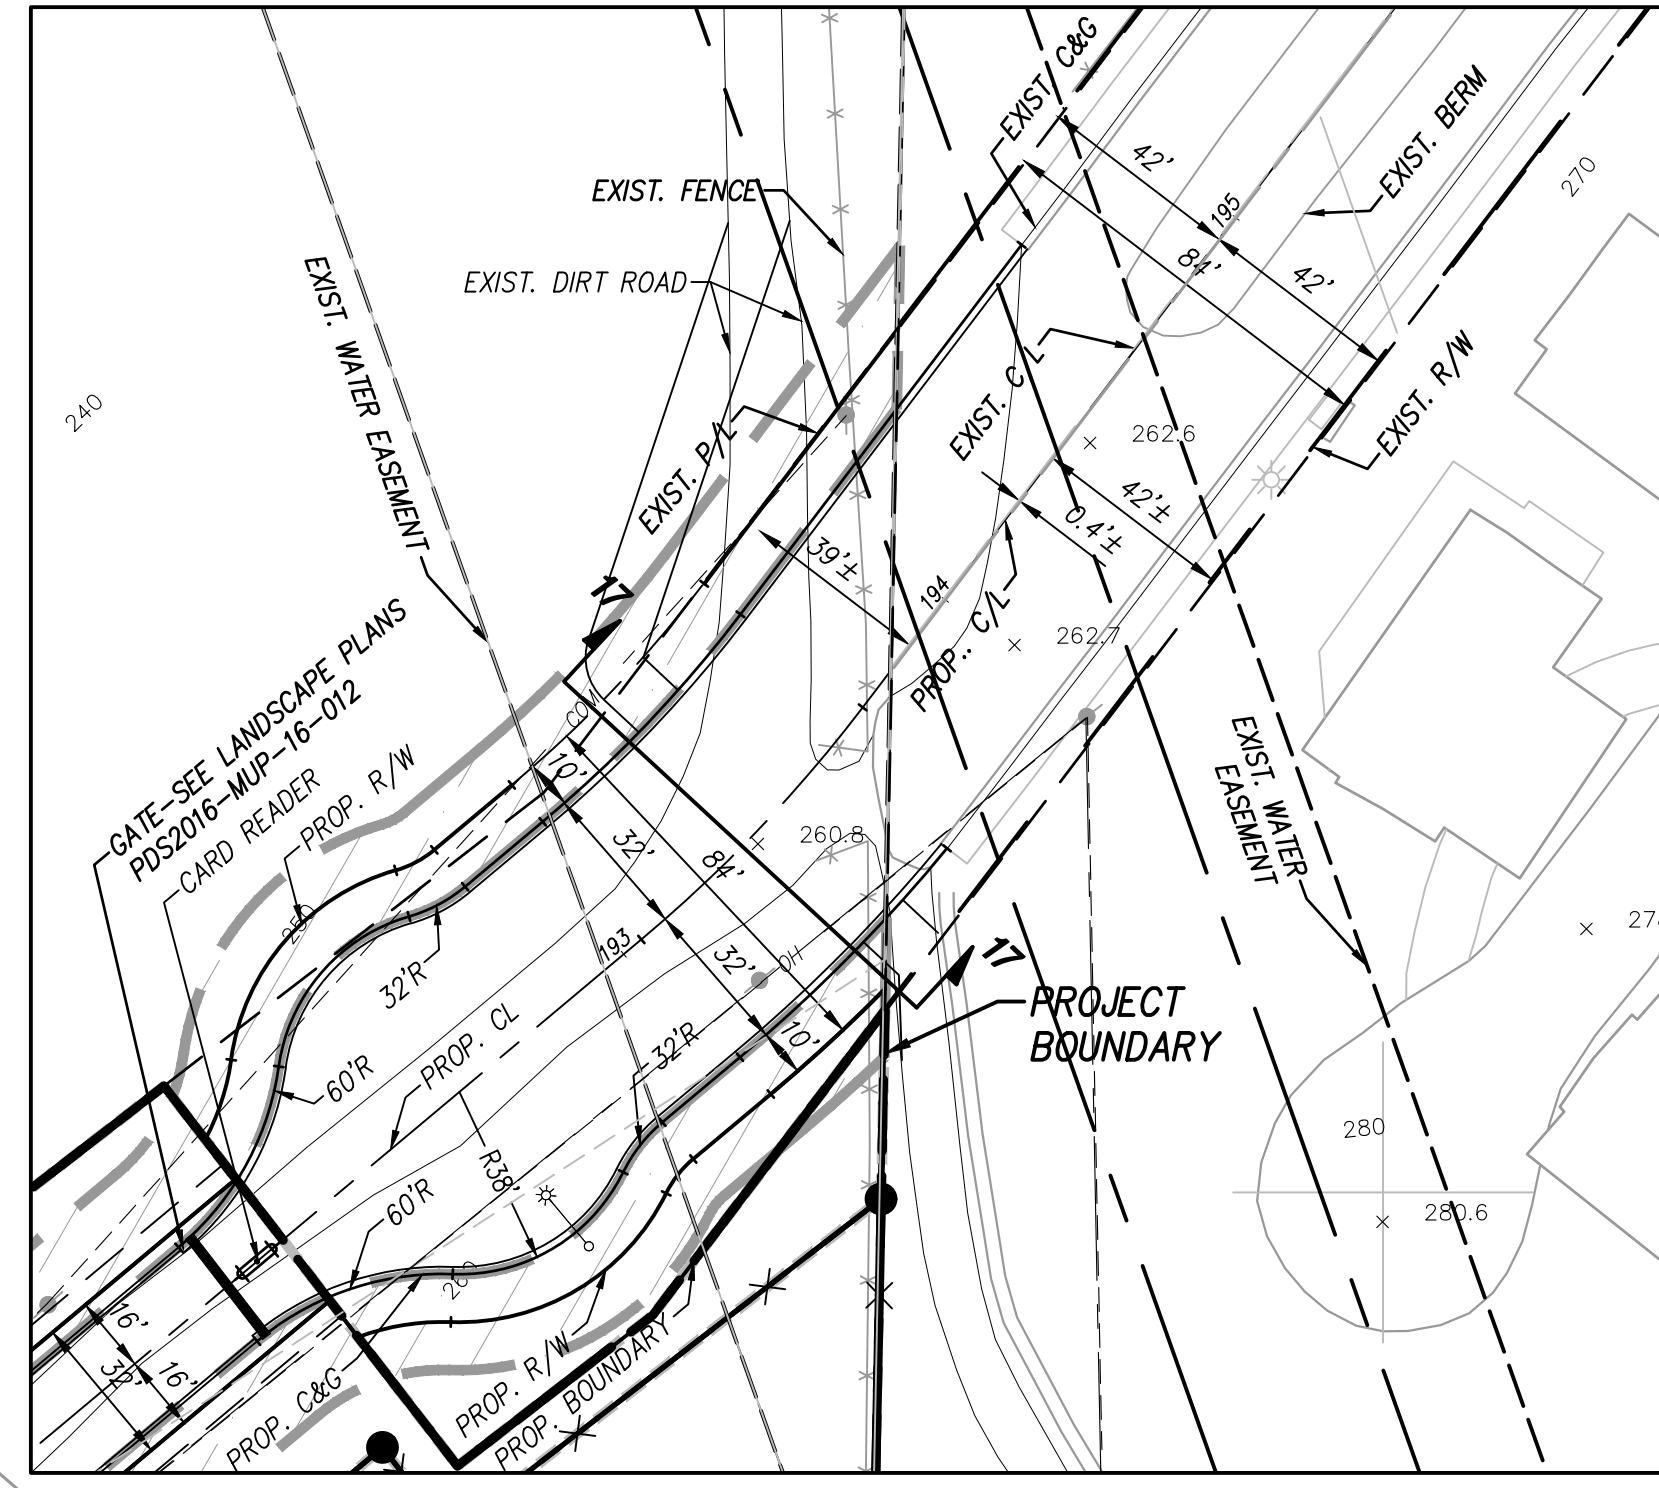 EXIST. C&G
42'
EXIST. BERM
270
EXIST. FENCE
195
84'
42'
EXIST. DIRT ROAD
EXIST. WATER EASEMENT
EXIST. C L
EXIST. R/W
240
EXIST. P/L
262.6
42'±
0.4'±
39'±
17
194
262.7
PROP.. C/L
GATE-SEE LANDSCAPE PLANS
PDS2016-MUP-16-012
CARD READER
PROP. R/W
COM
10'
32'
84'
260.8
EXIST. WATER
EASEMENT
250
193
32'
OH
17
32'R
PROJECT
BOUNDARY
10'
32'R
PROP. CL
60'R
280
R38'
60'R
280.6
260
16'
16'
32'
PROP. C&G
PROP. R/W
PROP. BOUNDARY